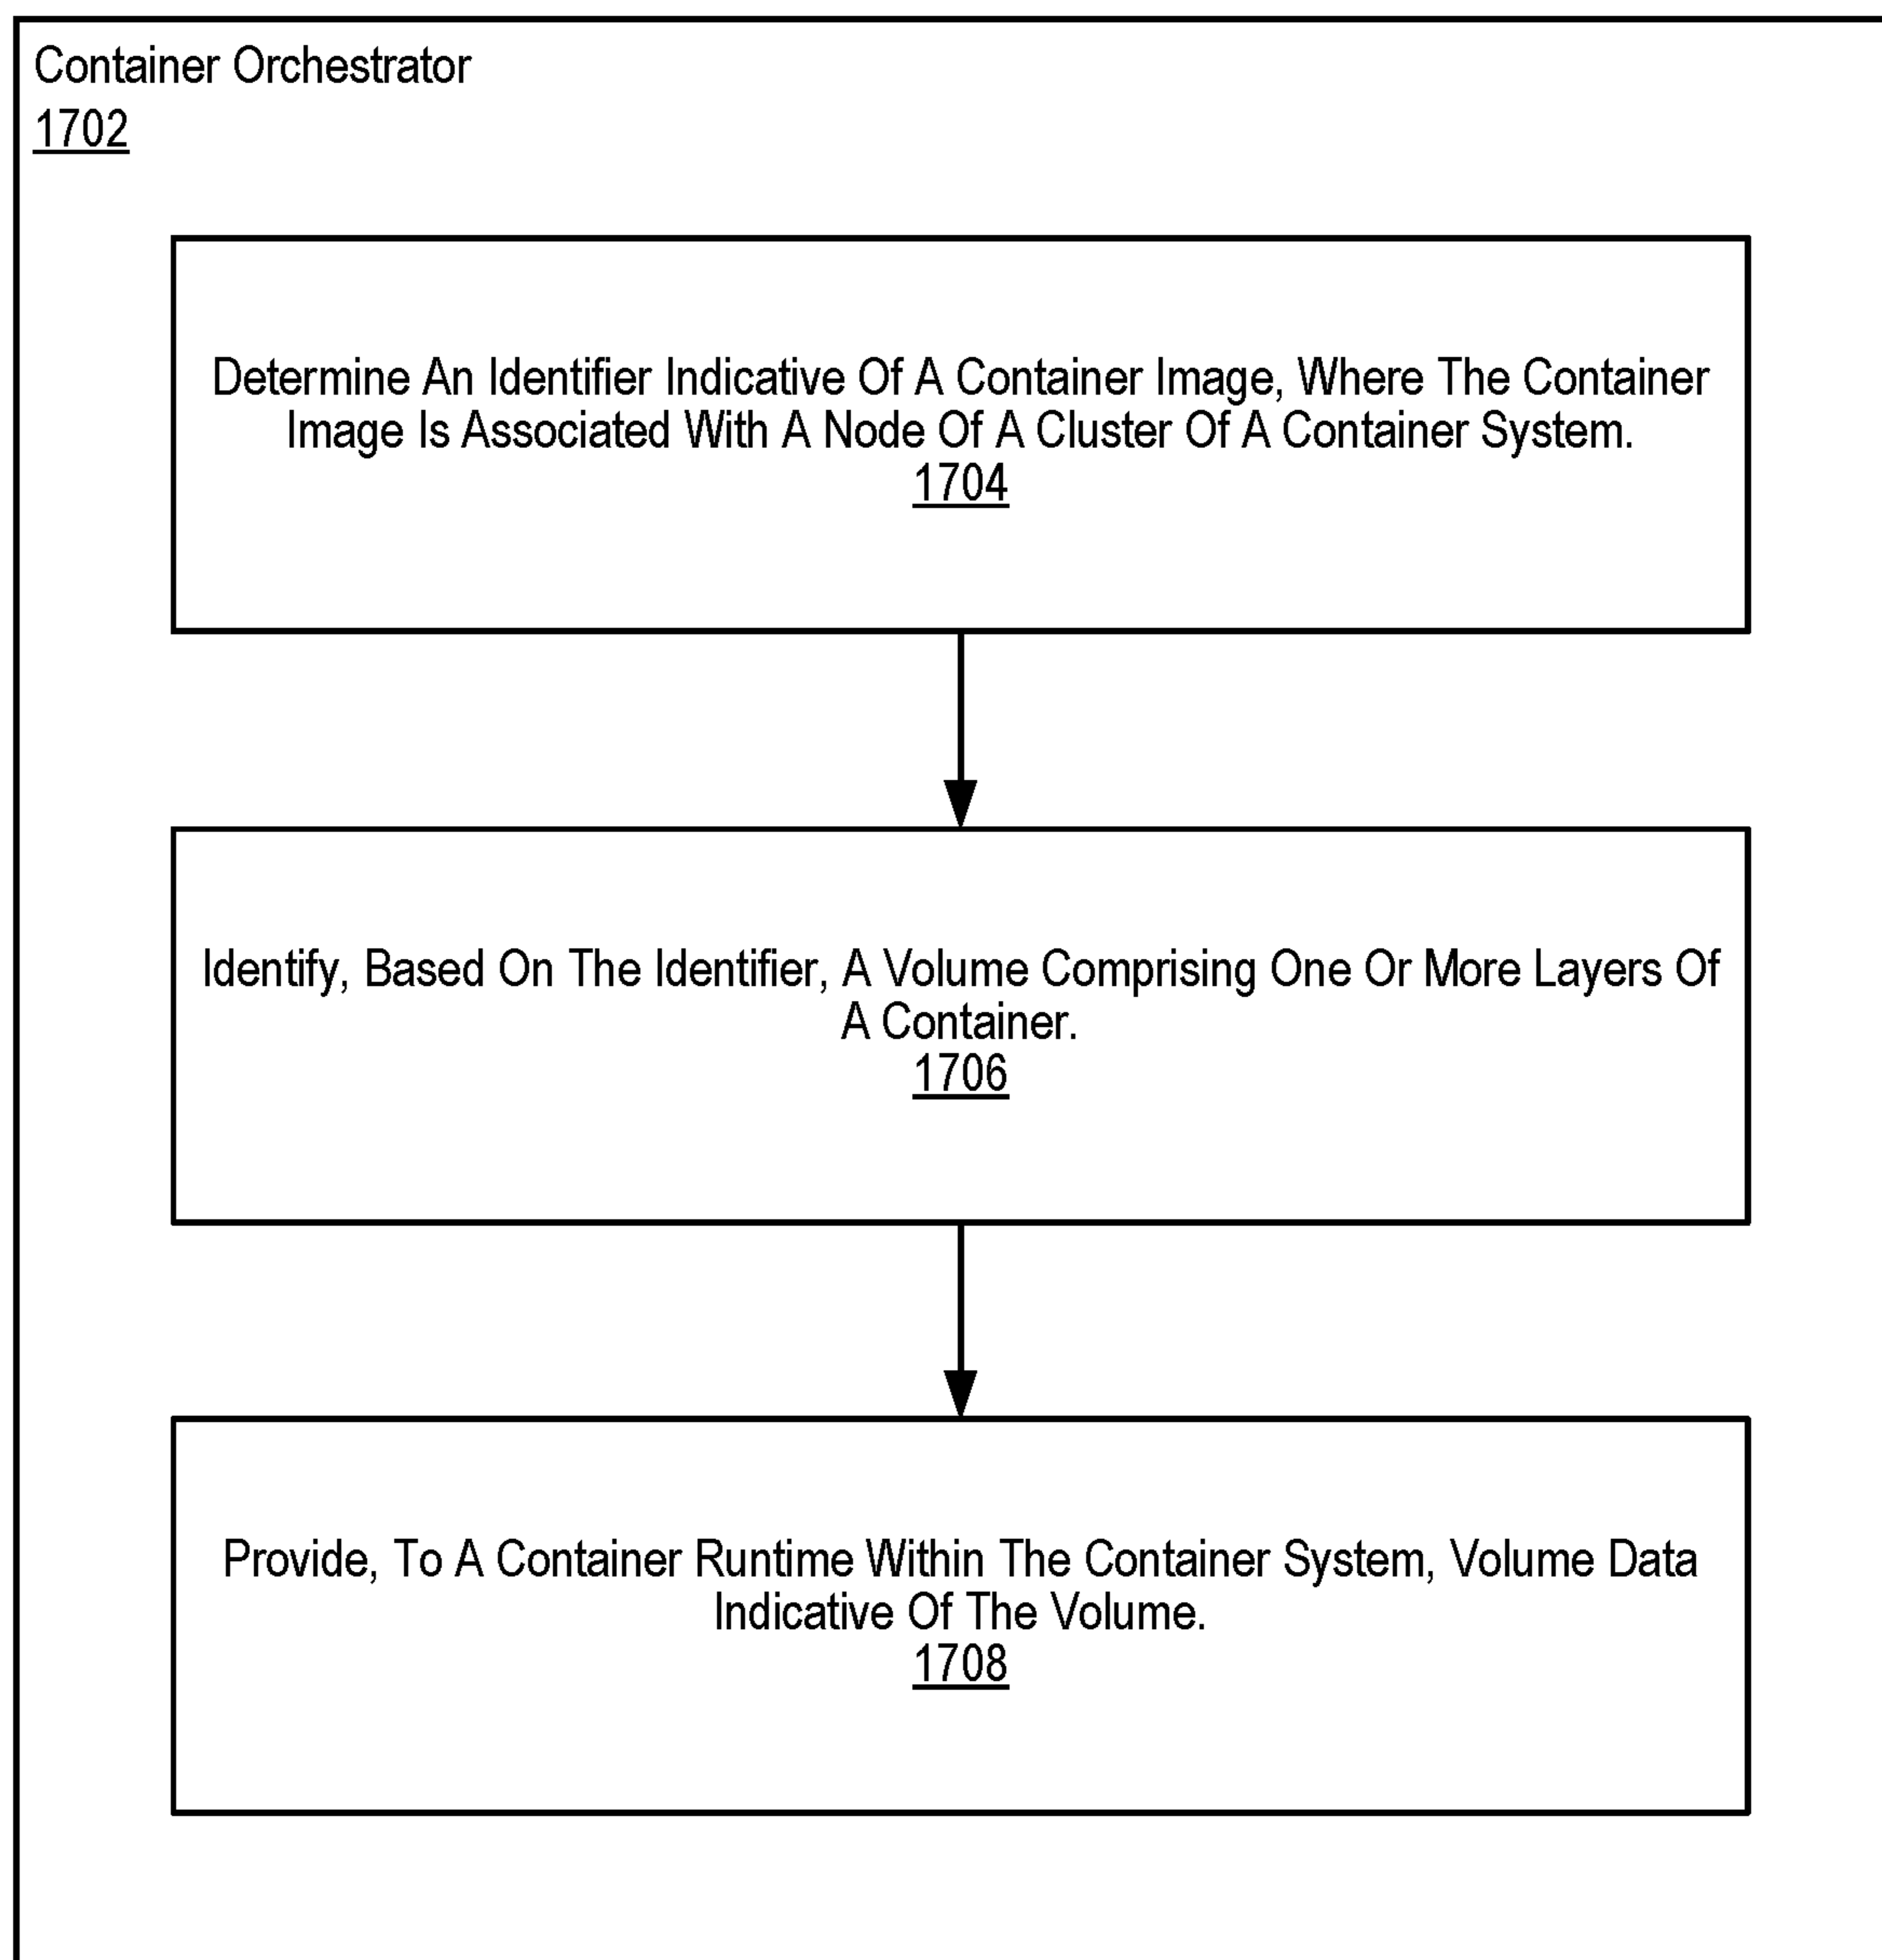 Container Orchestrator
1702
Determine An Identifier Indicative Of A Container Image, Where The Container
Image Is Associated With A Node Of A Cluster Of A Container System.
1704
Identify, Based On The Identifier, A Volume Comprising One Or More Layers Of
A Container.
1706
Provide, To A Container Runtime Within The Container System, Volume Data
Indicative Of The Volume.
1708